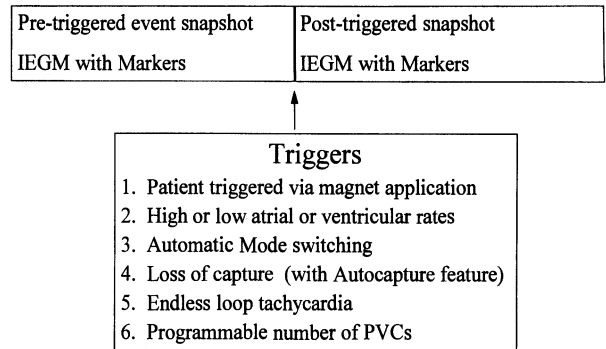 Pre-triggered event snapshot
IEGM with Markers
Post-triggered snapshot
IEGM with Markers
Triggers
1. Patient triggered via magnet application
2. High or low atrial or ventricular rates
3. Automatic Mode switching
4. Loss of capture (with Autocapture feature)
5. Endless loop tachycardia
6. Programmable number of PVCs